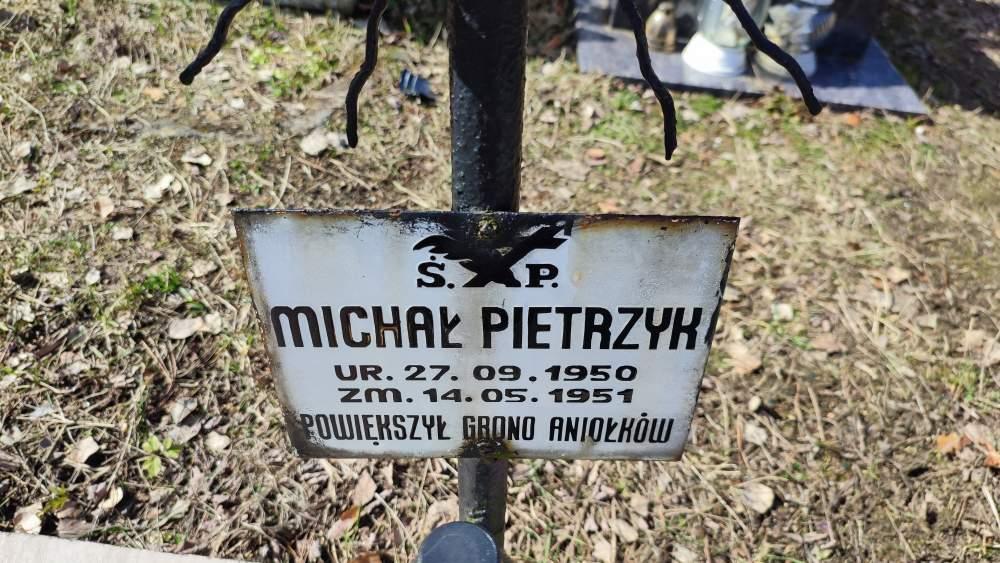 Ś. P.
MICHAŁ PIETRZYK
UR. 27. 09. 1950
ZM. 14. 05. 1951
POWIĘKSZYŁ GRONO ANIOŁKÓW